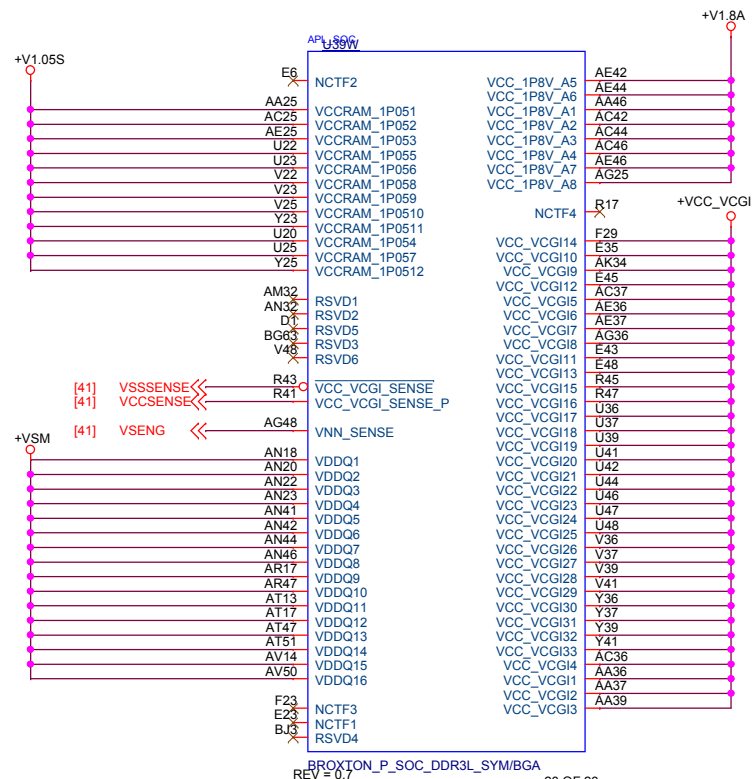 +V1.8A
APL_SOC
U39W
+V1.05S
E6 NCTF2 VCC_1P8V_A5 AE42
VCC_1P8V_A6 AE44
AA25 VCCRAM_1P051 VCC_1P8V_A1 AA46
AC25 VCCRAM_1P052 VCC_1P8V_A2 AC42
AE25 VCCRAM_1P053 VCC_1P8V_A3 AC44
U22 VCCRAM_1P055 VCC_1P8V_A4 AC46
U23 VCCRAM_1P056 VCC_1P8V_A7 AE46
V22 VCCRAM_1P058 VCC_1P8V_A8 AG25
V23 VCCRAM_1P059
V25 VCCRAM_1P0510 NCTF4 R17 +VCC_VCGI
Y23 VCCRAM_1P0511
U20 VCCRAM_1P054 VCC_VCGI14 F29
U25 VCCRAM_1P057 VCC_VCGI10 E35
Y25 VCCRAM_1P0512 VCC_VCGI9 AK34
VCC_VCGI12 E45
AM32 RSVD1 VCC_VCGI5 AC37
AN32 RSVD2 VCC_VCGI6 AE36
D1 RSVD5 VCC_VCGI7 AE37
BG63 RSVD3 VCC_VCGI8 AG36
V48 RSVD6 VCC_VCGI11 E43
VCC_VCGI13 E48
[41] VSSSENSE R43 VCC_VCGI_SENSE VCC_VCGI15 R45
[41] VCCSENSE R41 VCC_VCGI_SENSE_P VCC_VCGI16 R47
VCC_VCGI17 U36
[41] VSENG AG48 VNN_SENSE VCC_VCGI18 U37
+VSM VCC_VCGI19 U39
AN18 VDDQ1 VCC_VCGI20 U41
AN20 VDDQ2 VCC_VCGI21 U42
AN22 VDDQ3 VCC_VCGI22 U44
AN23 VDDQ4 VCC_VCGI23 U46
AN41 VDDQ5 VCC_VCGI24 U47
AN42 VDDQ6 VCC_VCGI25 U48
AN44 VDDQ7 VCC_VCGI26 V36
AN46 VDDQ8 VCC_VCGI27 V37
AR17 VDDQ9 VCC_VCGI28 V39
AR47 VDDQ10 VCC_VCGI29 V41
AT13 VDDQ11 VCC_VCGI30 Y36
AT17 VDDQ12 VCC_VCGI31 Y37
AT47 VDDQ13 VCC_VCGI32 Y39
AT51 VDDQ14 VCC_VCGI33 Y41
AV14 VDDQ15 VCC_VCGI4 AC36
AV50 VDDQ16 VCC_VCGI1 AA36
VCC_VCGI2 AA37
F23 NCTF3 VCC_VCGI3 AA39
E23 NCTF1
BJ3 RSVD4
BROXTON_P_SOC_DDR3L_SYM/BGA
REV = 0.7